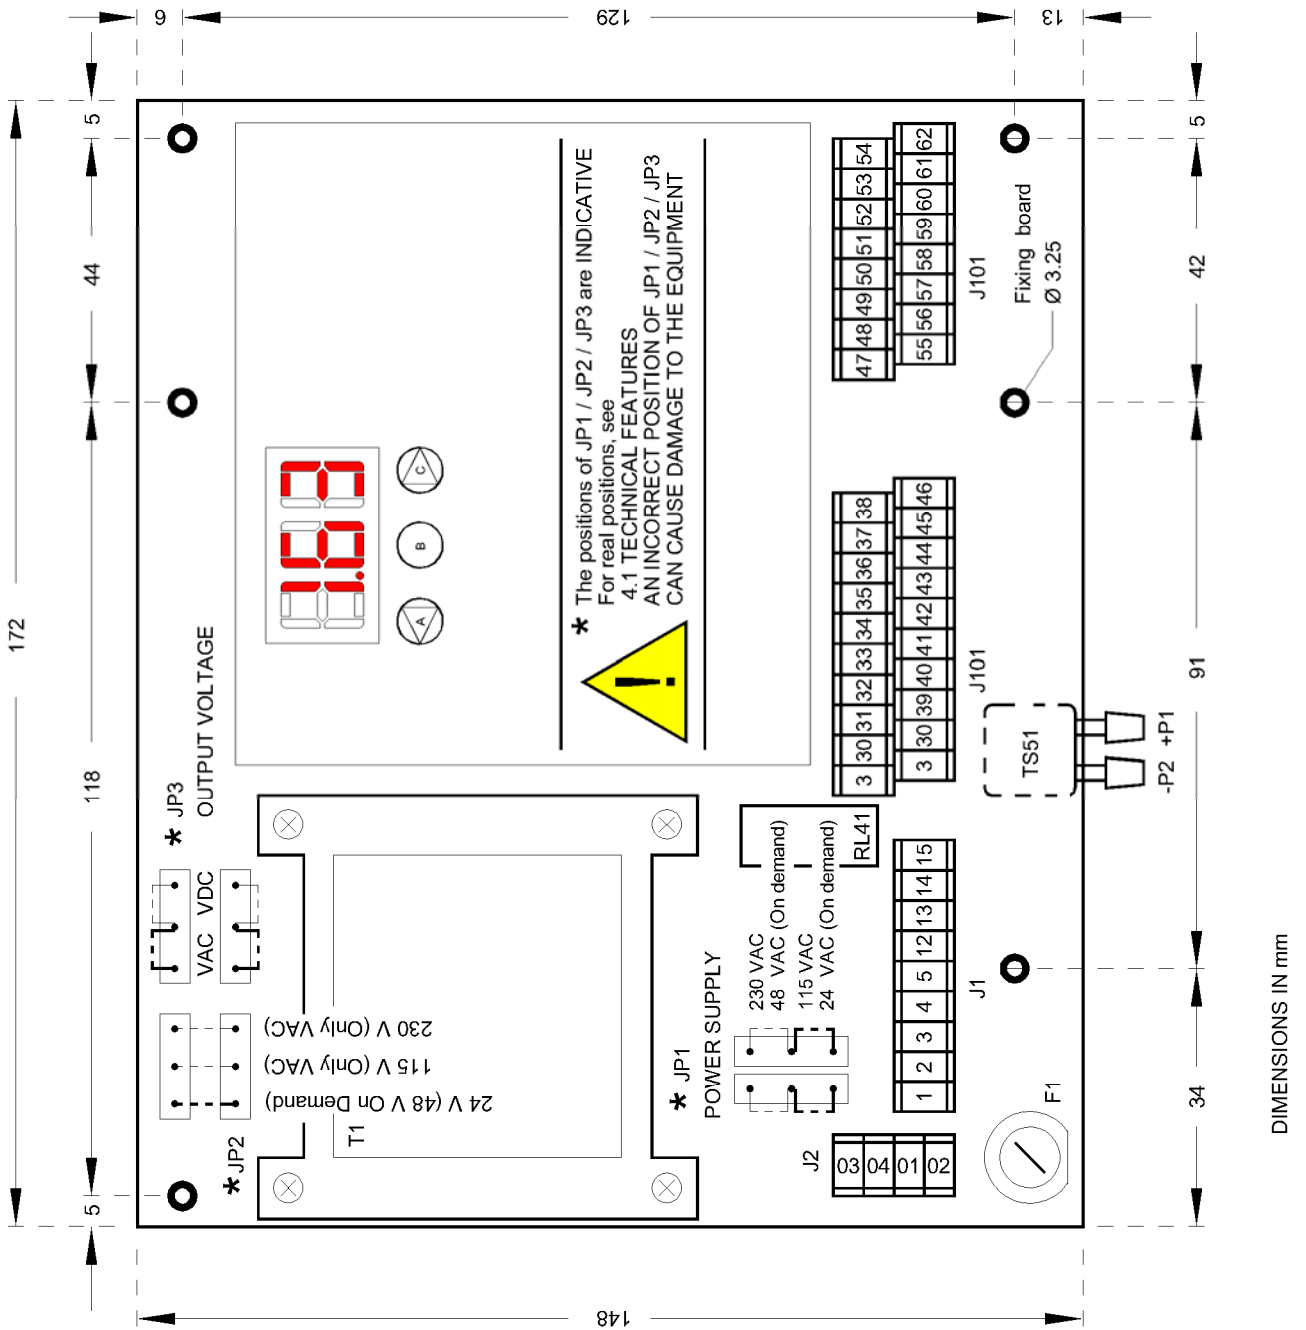 6
129
13
172
5
44
118
5
5
42
91
34
148
* JP3
OUTPUT VOLTAGE
VAC VDC
* JP2
24 V (48 V On Demand)
115 V (Only VAC)
230 V (Only VAC)
T1
1.93
A
B
C
* The positions of JP1 / JP2 / JP3 are INDICATIVE
For real positions, see
4.1 TECHNICAL FEATURES
AN INCORRECT POSITION OF JP1 / JP2 / JP3
CAN CAUSE DAMAGE TO THE EQUIPMENT
!
* JP1
POWER SUPPLY
230 VAC
48 VAC (On demand)
115 VAC
24 VAC (On demand)
RL41
J2
03
04
01
02
F1
1 2 3 4 5 12 13 14 15
J1
3 30 31 32 33 34 35 36 37 38
3 30 39 40 41 42 43 44 45 46
J101
47 48 49 50 51 52 53 54
55 56 57 58 59 60 61 62
J101
Fixing board
Ø 3.25
TS51
-P2 +P1
DIMENSIONS IN mm